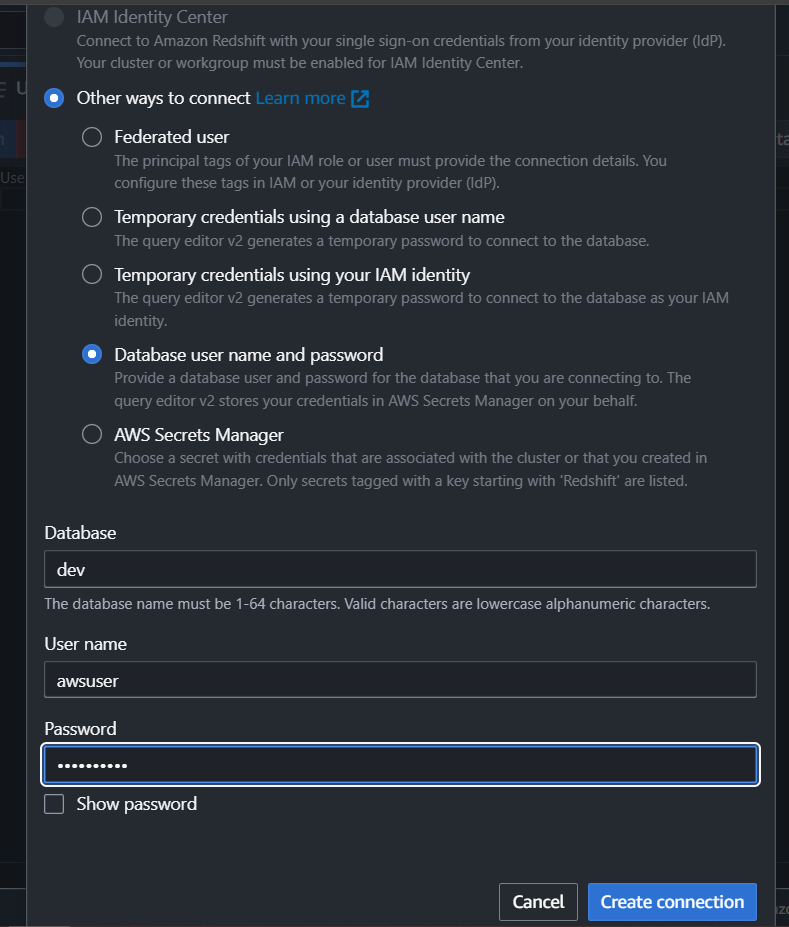 IAM Identity Center
Connect to Amazon Redshift with your single sign-on credentials from your identity provider (IdP).
Your cluster or workgroup must be enabled for IAM Identity Center.
Other ways to connect Learn more
Federated user
The principal tags of your IAM role or user must provide the connection details. You
configure these tags in IAM or your identity provider (IdP).
Temporary credentials using a database user name
The query editor v2 generates a temporary password to connect to the database.
Temporary credentials using your IAM identity
The query editor v2 generates a temporary password to connect to the database as your IAM
identity.
Database user name and password
Provide a database user and password for the database that you are connecting to. The
query editor v2 stores your credentials in AWS Secrets Manager on your behalf.
AWS Secrets Manager
Choose a secret with credentials that are associated with the cluster or that you created in
AWS Secrets Manager. Only secrets tagged with a key starting with 'Redshift' are listed.
Database
dev
The database name must be 1-64 characters. Valid characters are lowercase alphanumeric characters.
User name
awsuser
Password
••••••••••
Show password
Cancel Create connection